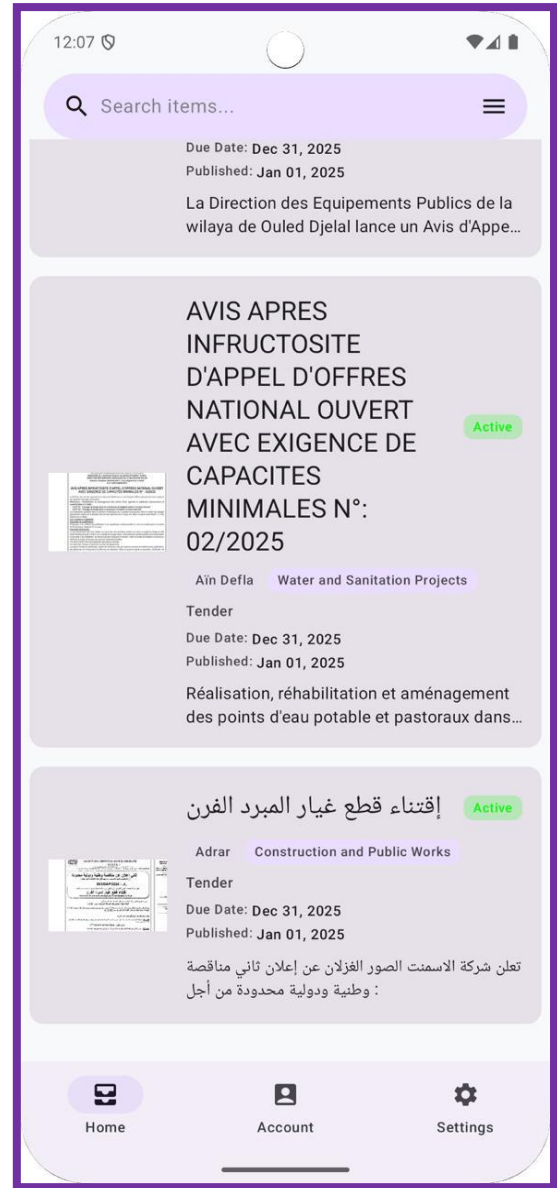 12:07
Search items...
Due Date: Dec 31, 2025
Published: Jan 01, 2025
La Direction des Equipements Publics de la
wilaya de Ouled Djelal lance un Avis d'Appe...
AVIS APRES
INFRUCTOSITE
D'APPEL D'OFFRES
NATIONAL OUVERT
AVEC EXIGENCE DE
CAPACITES
MINIMALES N°:
02/2025
Active
Aïn Defla Water and Sanitation Projects
Tender
Due Date: Dec 31, 2025
Published: Jan 01, 2025
Réalisation, réhabilitation et aménagement
des points d'eau potable et pastoraux dans...
إقتناء قطع غيار المبرد الفرن
Active
Adrar Construction and Public Works
Tender
Due Date: Dec 31, 2025
Published: Jan 01, 2025
تعلن شركة الاسمنت الصور الغزلان عن إعلان ثاني مناقصة
وطنية ودولية محدودة من أجل :
Home Account Settings